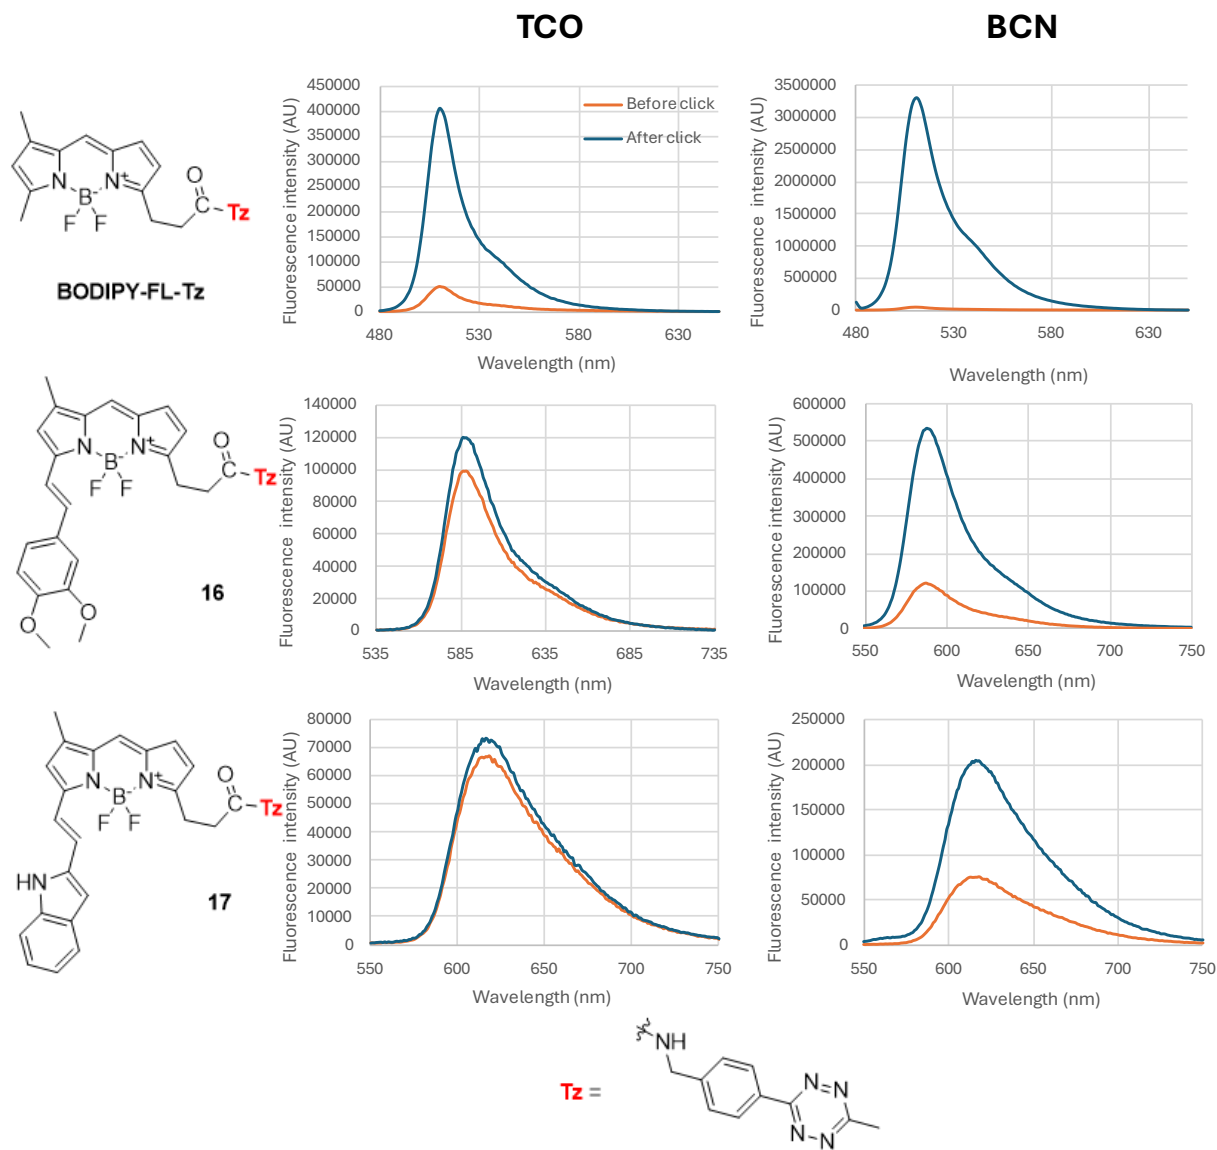 TCO
BCN
BODIPY-FL-Tz
N
B-
N+
F
F
O
C
Tz
Fluorescence intensity (AU)
450000
400000
350000
300000
250000
200000
150000
100000
50000
0
480
530
580
630
Wavelength (nm)
Before click
After click
Fluorescence intensity (AU)
3500000
3000000
2500000
2000000
1500000
1000000
500000
0
480
530
580
630
Wavelength (nm)
N
B-
N+
F
F
O
C
Tz
O
O
16
Fluorescence intensity (AU)
140000
120000
100000
80000
60000
40000
20000
0
535
585
635
685
735
Wavelength (nm)
Fluorescence intensity (AU)
600000
500000
400000
300000
200000
100000
0
550
600
650
700
750
Wavelength (nm)
N
B-
N+
F
F
O
C
Tz
HN
17
Fluorescence intensity (AU)
80000
70000
60000
50000
40000
30000
20000
10000
0
550
600
650
700
750
Wavelength (nm)
Fluorescence intensity (AU)
250000
200000
150000
100000
50000
0
550
600
650
700
750
Wavelength (nm)
Tz =
NH
N
N
N
N